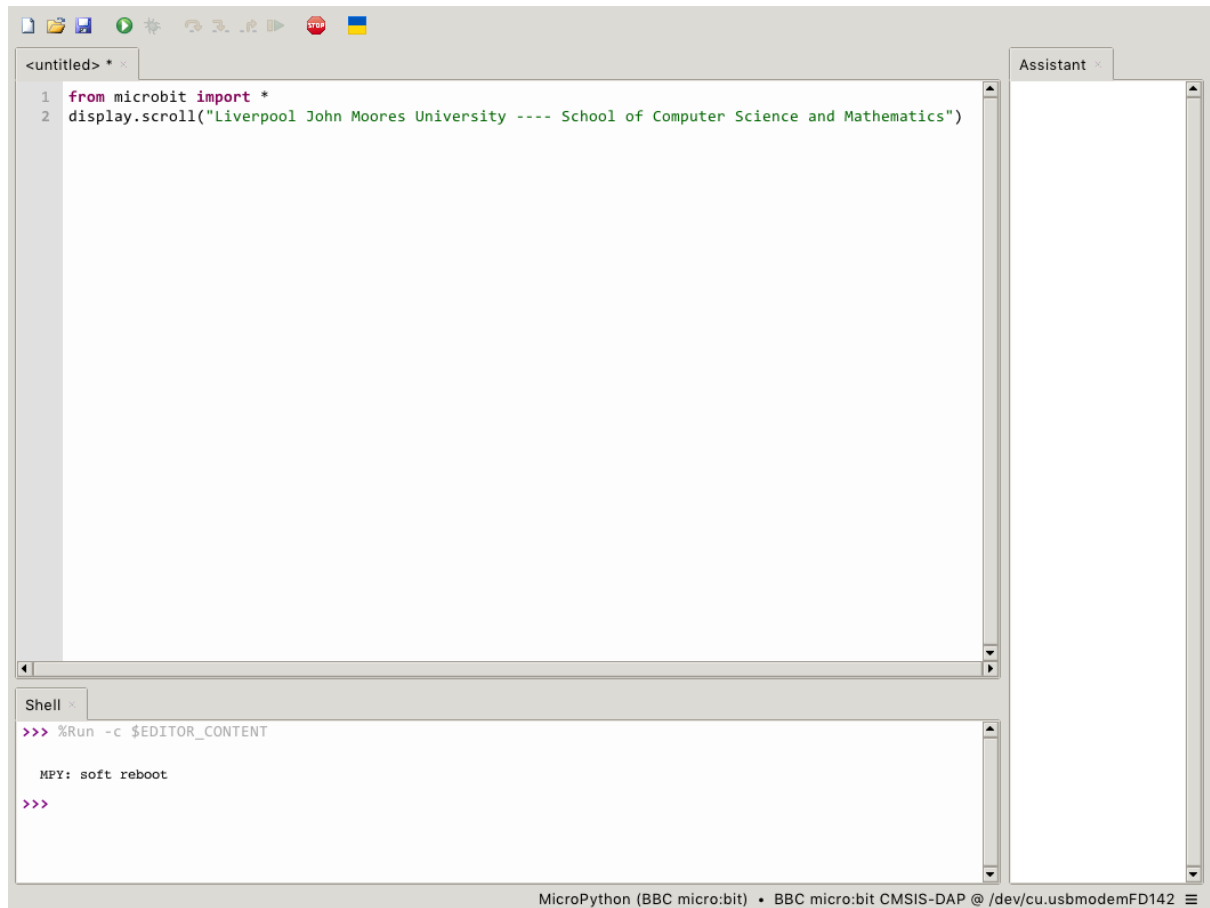 STOP
<untitled> *
Assistant
1 from microbit import *
2 display.scroll("Liverpool John Moores University ---- School of Computer Science and Mathematics")
Shell
>>> %Run -c $EDITOR_CONTENT
MPY: soft reboot
>>>
MicroPython (BBC micro:bit) • BBC micro:bit CMSIS-DAP @ /dev/cu.usbmodemFD142 ≡